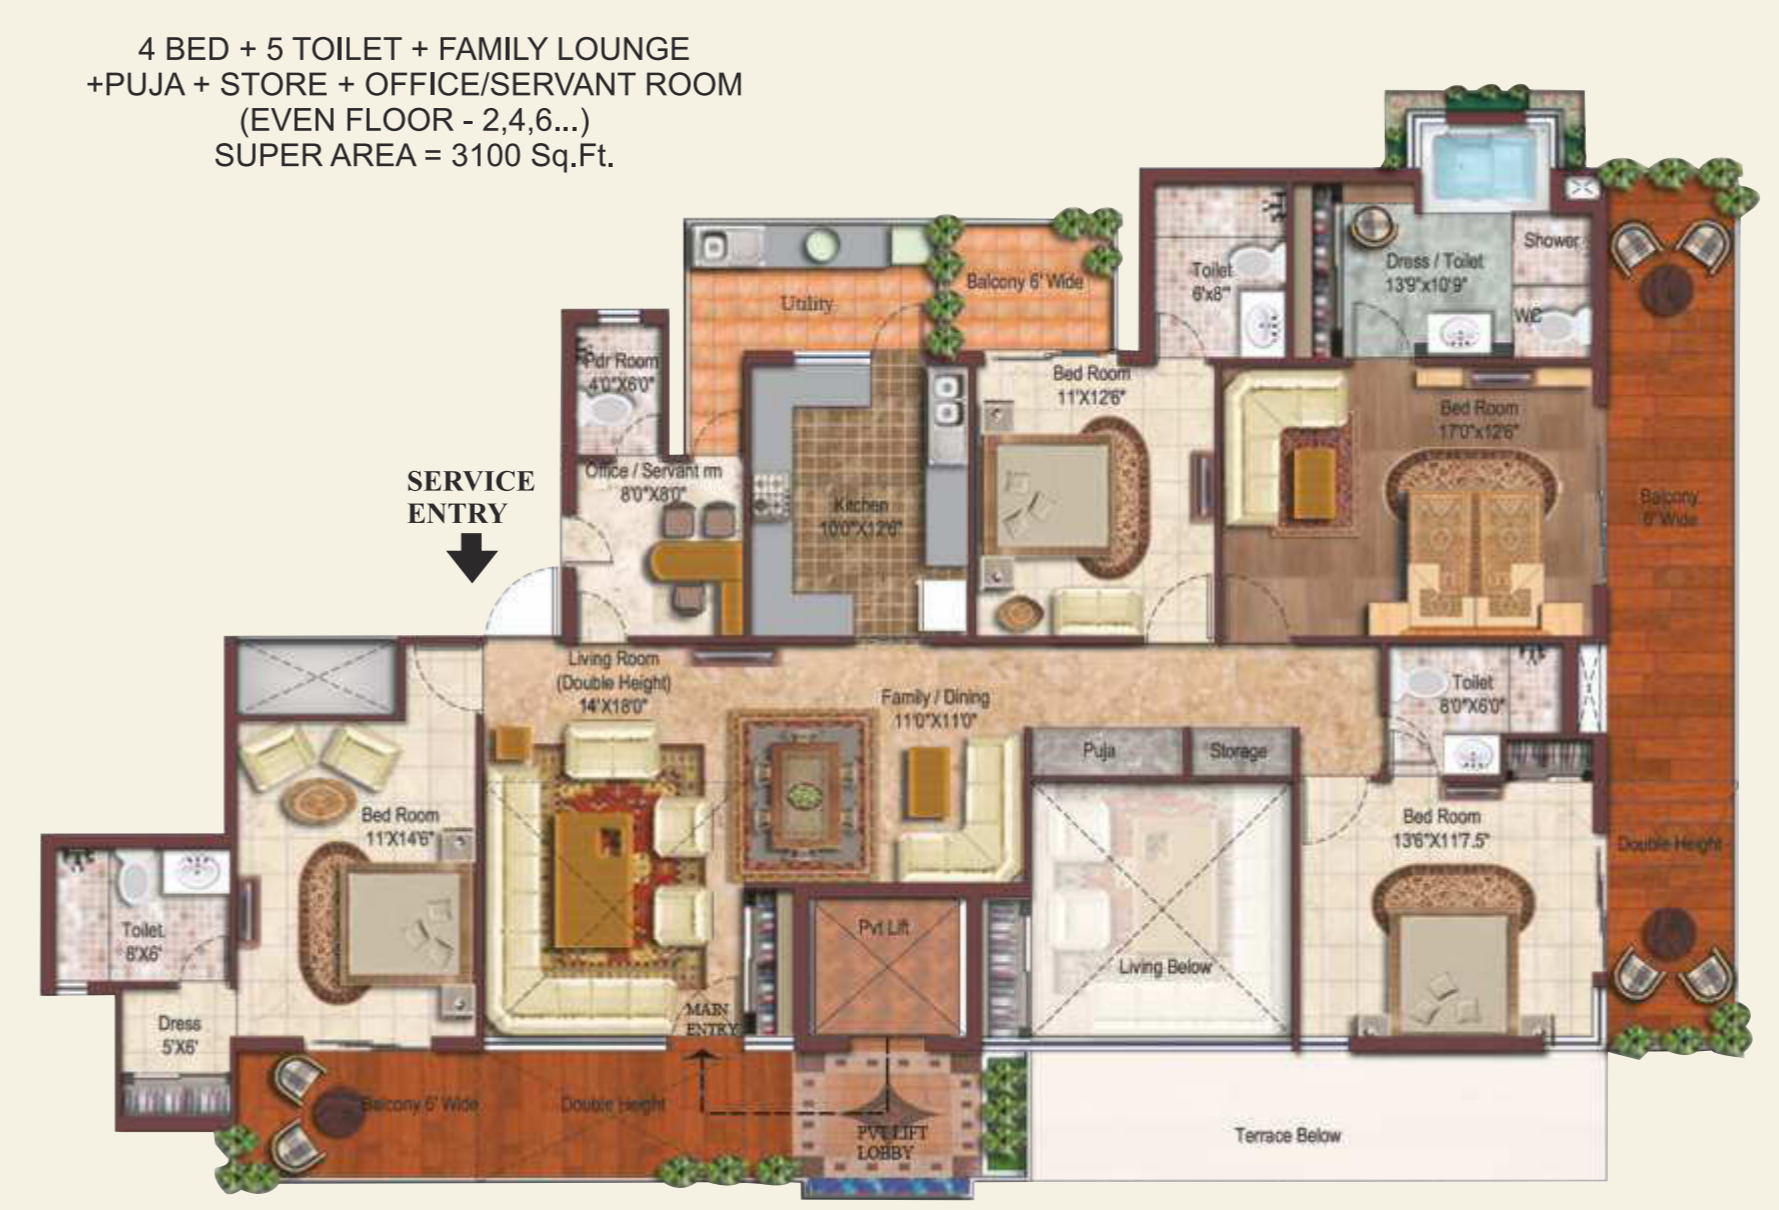 4 BED + 5 TOILET + FAMILY LOUNGE
+PUJA + STORE + OFFICE/SERVANT ROOM
(EVEN FLOOR - 2,4,6...)
SUPER AREA = 3100 Sq.Ft.
Shower
Toilet
6'x8"
Dress / Toilet
13'9"x10'9"
WC
Balcony 6' Wide
Utility
Pdr Room
4'0"X6'0"
Bed Room
11'X12'6"
Bed Room
17'0"x12'6"
Office / Servant rm
8'0"X8'0"
SERVICE
ENTRY
Kitchen
10'0"X12'6"
Balcony
6' Wide
Living Room
(Double Height)
14'X18'0"
Family / Dining
11'0"X11'0"
Toilet
8'0"X6'0"
Puja
Storage
Bed Room
11'X14'6"
Bed Room
13'6"X11'7.5"
Double Height
Toilet
8'X6'
Pvt Lift
Living Below
MAIN
ENTRY
Dress
5'X6'
Balcony 6' Wide
Double Height
PVT LIFT
LOBBY
Terrace Below